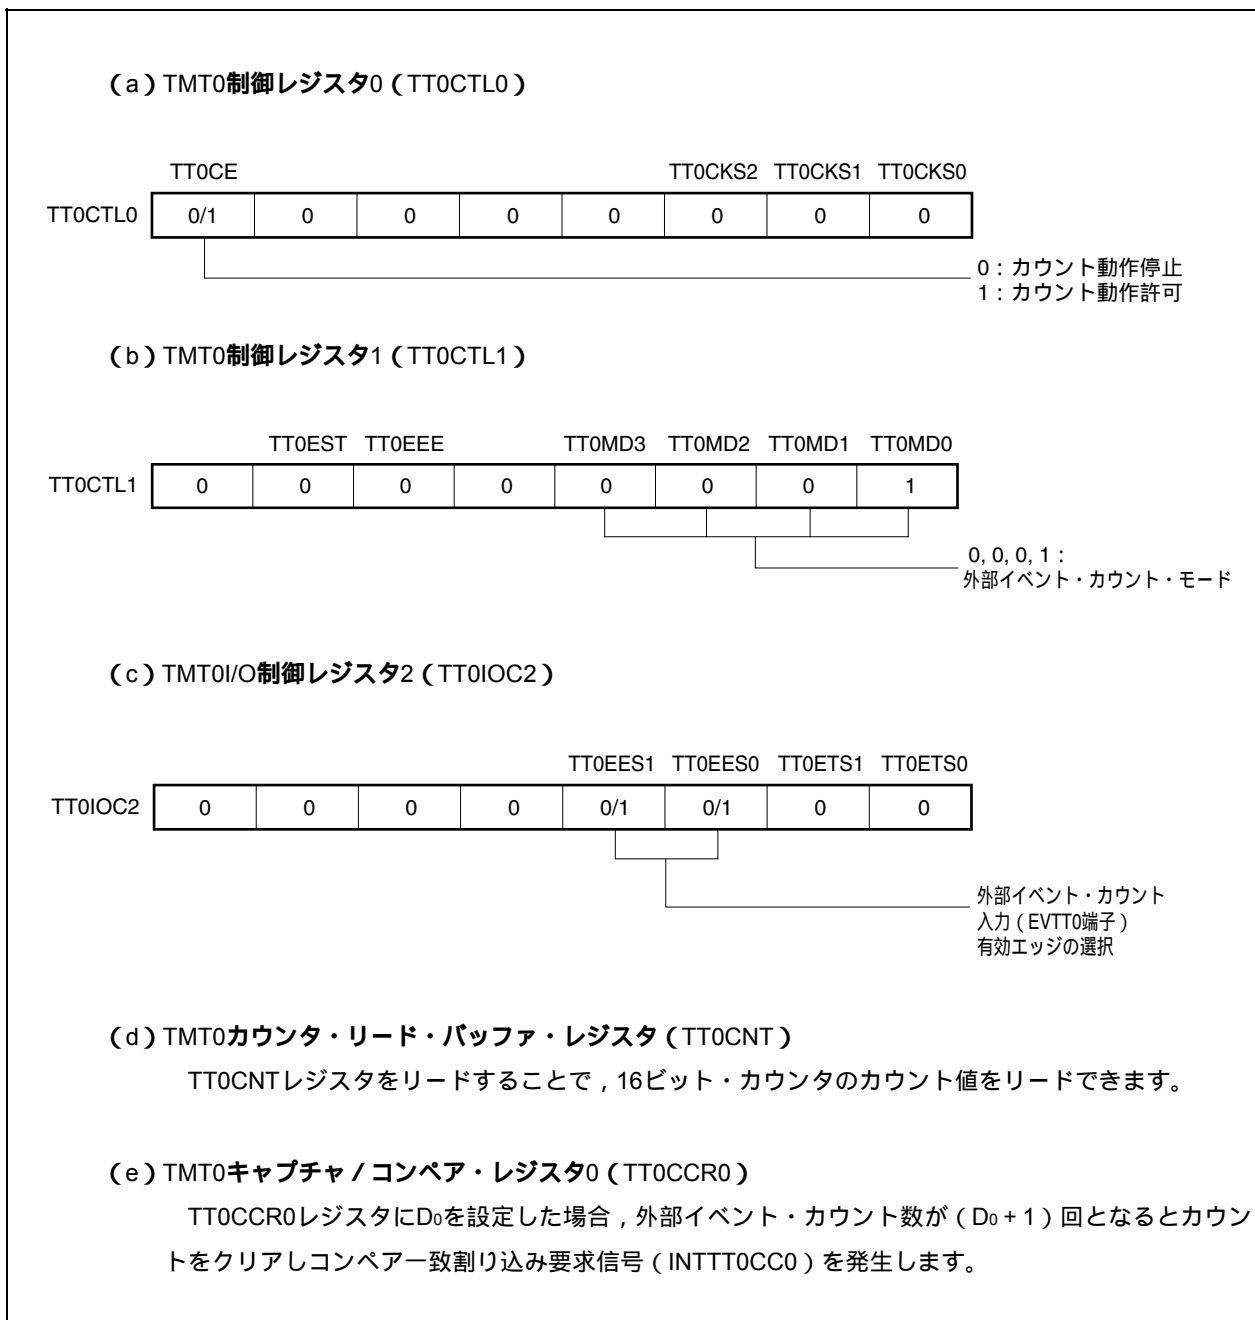 (a)TMT0制御レジスタ0(TT0CTL0)
TT0CE TT0CKS2 TT0CKS1 TT0CKS0
TT0CTL0 0/1 0 0 0 0 0 0 0
0:カウント動作停止
1:カウント動作許可
(b)TMT0制御レジスタ1(TT0CTL1)
TT0EST TT0EEE TT0MD3 TT0MD2 TT0MD1 TT0MD0
TT0CTL1 0 0 0 0 0 0 0 1
0, 0, 0, 1:
外部イベント・カウント・モード
(c)TMT0I/O制御レジスタ2(TT0IOC2)
TT0EES1 TT0EES0 TT0ETS1 TT0ETS0
TT0IOC2 0 0 0 0 0/1 0/1 0 0
外部イベント・カウント
入力(EVTT0端子)
有効エッジの選択
(d)TMT0カウンタ・リード・バッファ・レジスタ(TT0CNT)
TT0CNTレジスタをリードすることで,16ビット・カウンタのカウント値をリードできます。
(e)TMT0キャプチャ/コンペア・レジスタ0(TT0CCR0)
TT0CCR0レジスタにD0を設定した場合,外部イベント・カウント数が(D0+1)回となるとカウン
トをクリアしコンペア一致割り込み要求信号(INTTT0CC0)を発生します。